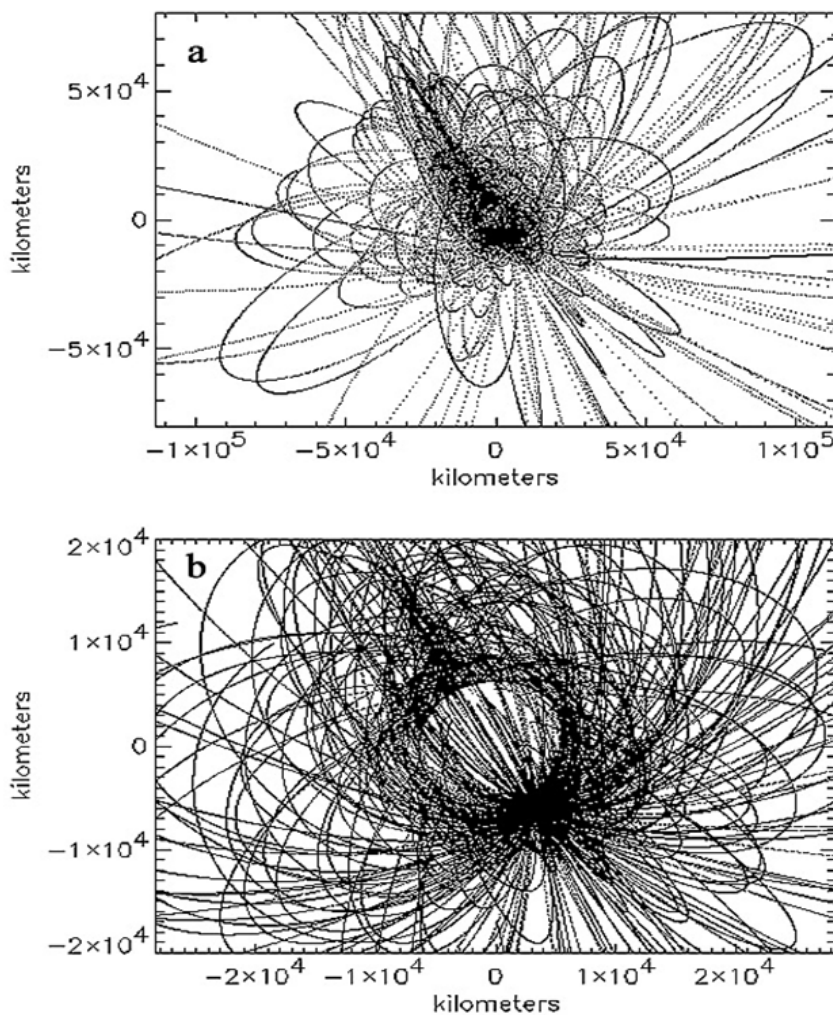 a
5×10⁴
0
−5×10⁴
kilometers
−1×10⁵ −5×10⁴ 0 5×10⁴ 1×10⁵
kilometers
b
2×10⁴
1×10⁴
0
−1×10⁴
−2×10⁴
kilometers
−2×10⁴ −1×10⁴ 0 1×10⁴ 2×10⁴
kilometers